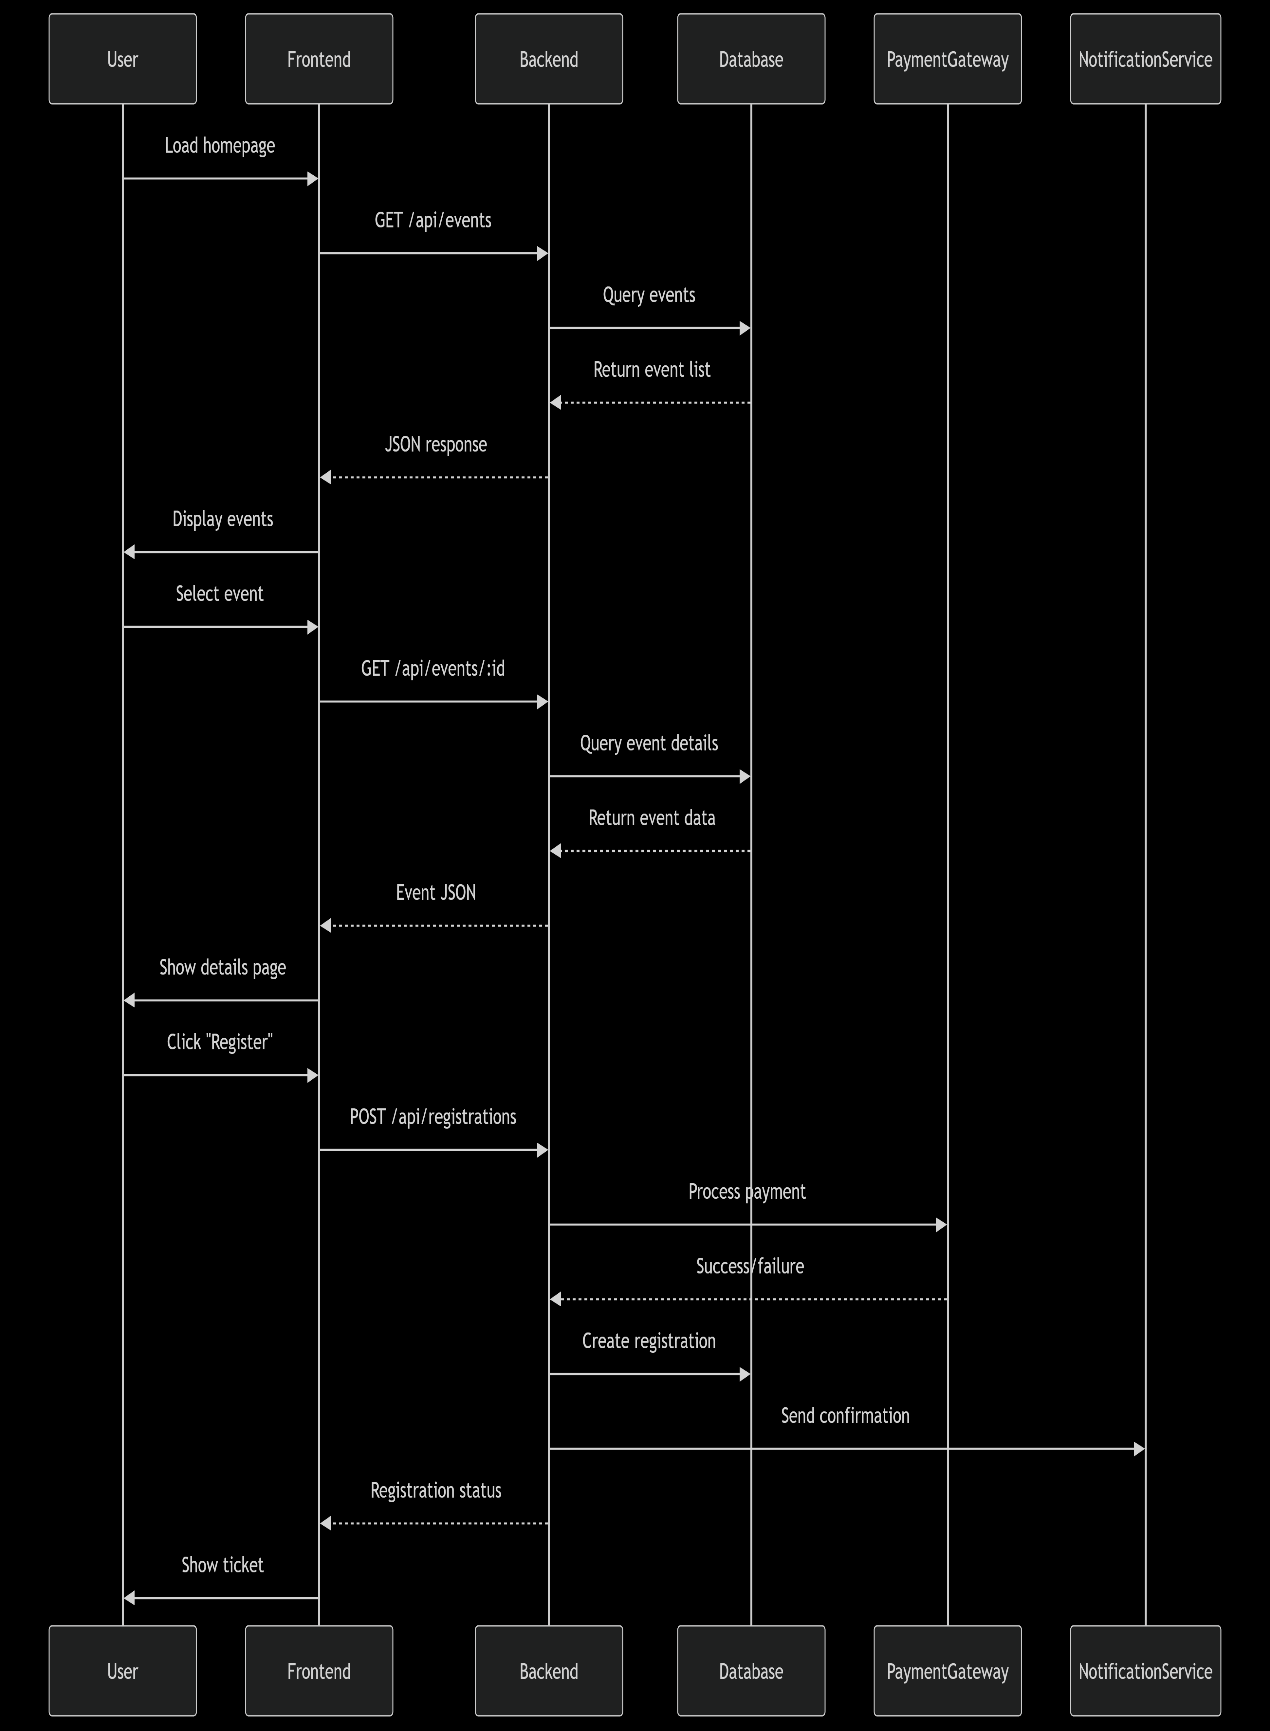 User
Frontend
Backend
Database
PaymentGateway
NotificationService
Load homepage
GET /api/events
Query events
Return event list
JSON response
Display events
Select event
GET /api/events/:id
Query event details
Return event data
Event JSON
Show details page
Click "Register"
POST /api/registrations
Process payment
Success/failure
Create registration
Send confirmation
Registration status
Show ticket
User
Frontend
Backend
Database
PaymentGateway
NotificationService